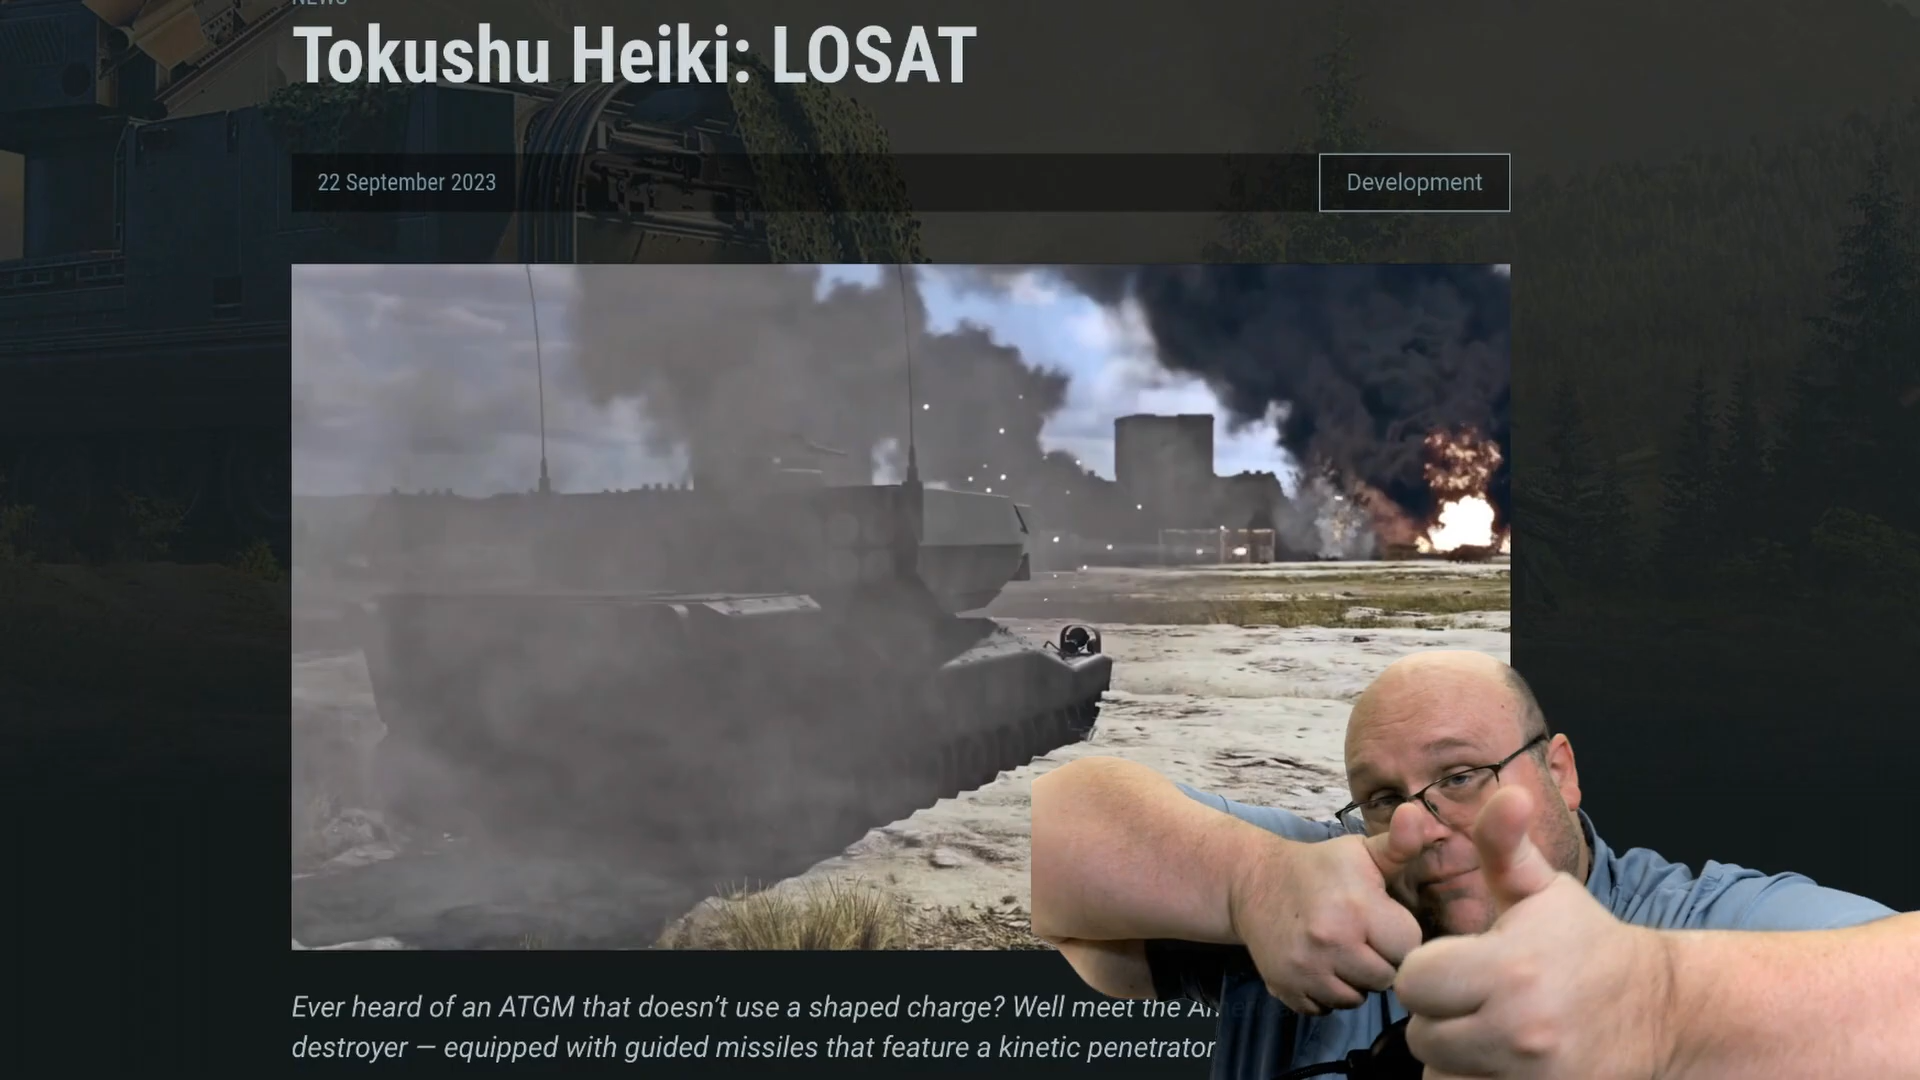 NEWS
Tokushu Heiki: LOSAT
22 September 2023
Development
Ever heard of an ATGM that doesn’t use a shaped charge? Well meet the
destroyer — equipped with guided missiles that feature a kinetic penetrator